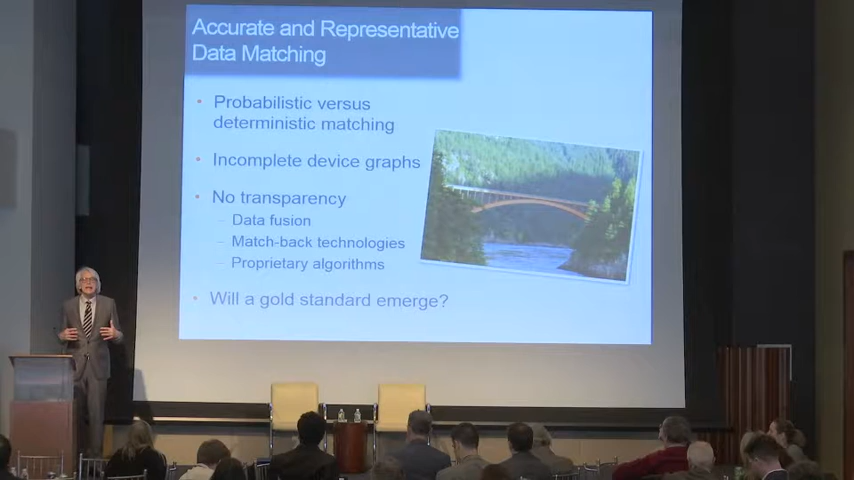 Accurate and Representative
Data Matching
• Probabilistic versus
deterministic matching
• Incomplete device graphs
• No transparency
– Data fusion
– Match-back technologies
– Proprietary algorithms
• Will a gold standard emerge?